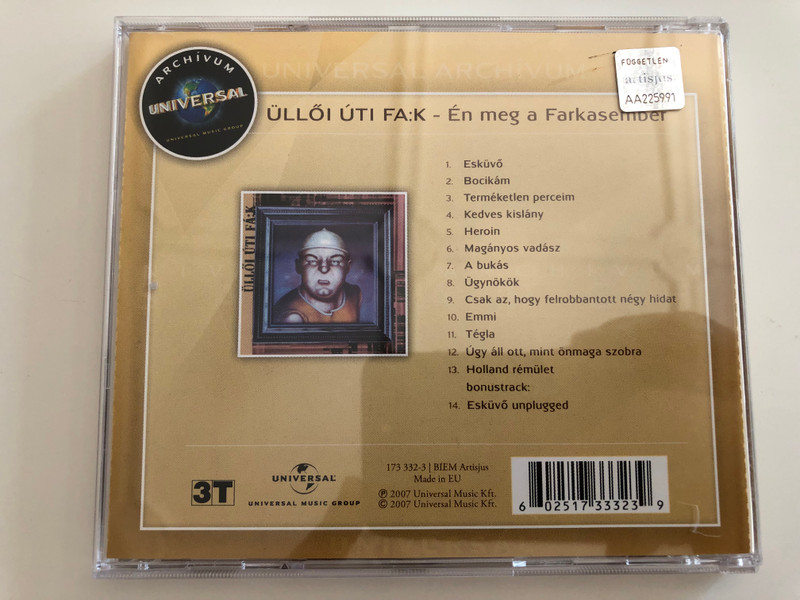 ARCHÍVUM
UNIVERSAL
UNIVERSAL MUSIC GROUP
UNIVERSAL ARCHÍVUM
FÜGGETLEN
artisjus
AA225991
ÜLLŐI ÚTI FA:K - Én meg a Farkasember
1. Esküvő
2. Bocikám
3. Terméketlen perceim
4. Kedves kislány
5. Heroin
6. Magányos vadász
7. A bukás
8. Ügynökök
9. Csak az, hogy felrobbantott négy hidat
10. Emmi
11. Tégla
12. Úgy áll ott, mint önmaga szobra
13. Holland rémület
bonustrack:
14. Esküvő unplugged
ÜLLŐI ÚTI FÁ:K
3T
UNIVERSAL
UNIVERSAL MUSIC GROUP
173 332-3 | BIEM Artisjus
Made in EU
℗ 2007 Universal Music Kft.
© 2007 Universal Music Kft.
6 02517 33323 9